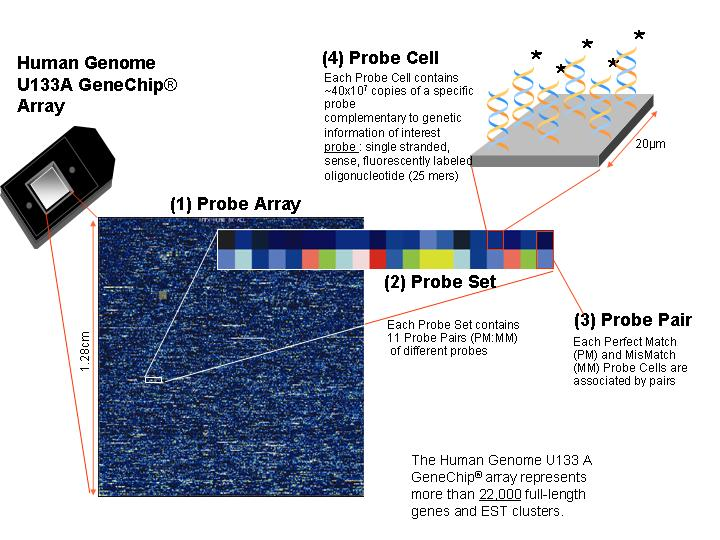 Human Genome
U133A GeneChip®
Array
(4) Probe Cell
Each Probe Cell contains
~40x10⁷ copies of a specific
probe
complementary to genetic
information of interest
probe : single stranded,
sense, fluorescently labeled
oligonucleotide (25 mers)
* * * * *
20µm
(1) Probe Array
(2) Probe Set
Each Probe Set contains
11 Probe Pairs (PM:MM)
of different probes
(3) Probe Pair
Each Perfect Match
(PM) and MisMatch
(MM) Probe Cells are
associated by pairs
1.28cm
The Human Genome U133 A
GeneChip® array represents
more than 22,000 full-length
genes and EST clusters.